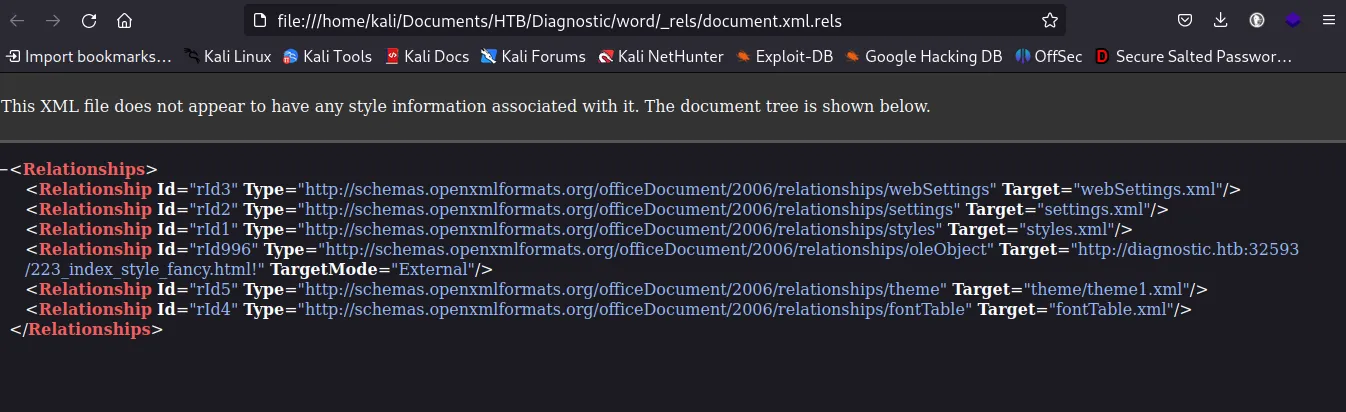 file:///home/kali/Documents/HTB/Diagnostic/word/_rels/document.xml.rels
Import bookmarks… Kali Linux Kali Tools Kali Docs Kali Forums Kali NetHunter Exploit-DB Google Hacking DB OffSec Secure Salted Passwor…
This XML file does not appear to have any style information associated with it. The document tree is shown below.
−<Relationships>
<Relationship Id="rId3" Type="http://schemas.openxmlformats.org/officeDocument/2006/relationships/webSettings" Target="webSettings.xml"/>
<Relationship Id="rId2" Type="http://schemas.openxmlformats.org/officeDocument/2006/relationships/settings" Target="settings.xml"/>
<Relationship Id="rId1" Type="http://schemas.openxmlformats.org/officeDocument/2006/relationships/styles" Target="styles.xml"/>
<Relationship Id="rId996" Type="http://schemas.openxmlformats.org/officeDocument/2006/relationships/oleObject" Target="http://diagnostic.htb:32593
/223_index_style_fancy.html!" TargetMode="External"/>
<Relationship Id="rId5" Type="http://schemas.openxmlformats.org/officeDocument/2006/relationships/theme" Target="theme/theme1.xml"/>
<Relationship Id="rId4" Type="http://schemas.openxmlformats.org/officeDocument/2006/relationships/fontTable" Target="fontTable.xml"/>
</Relationships>